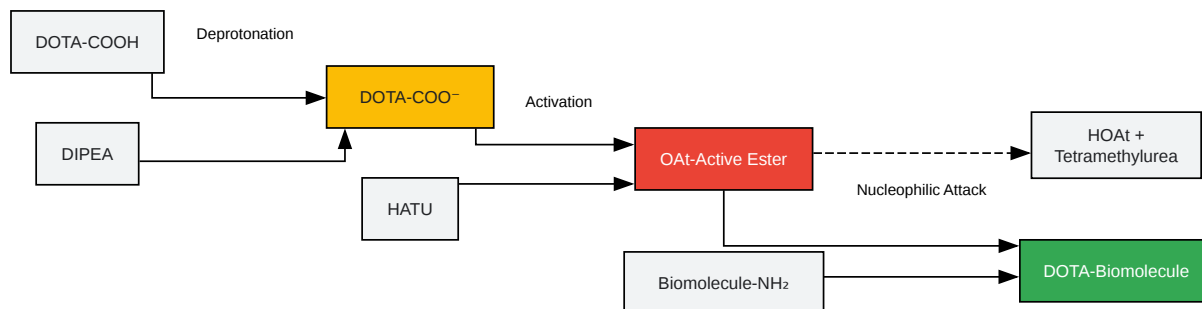 DOTA-COOH
Deprotonation
DIPEA
DOTA-COO⁻
Activation
HATU
OAt-Active Ester
HOAt +
Tetramethylurea
Nucleophilic Attack
Biomolecule-NH₂
DOTA-Biomolecule